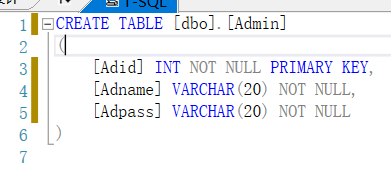 T-SQL
1 CREATE TABLE [dbo].[Admin]
2 (
3 [Adid] INT NOT NULL PRIMARY KEY,
4 [Adname] VARCHAR(20) NOT NULL,
5 [Adpass] VARCHAR(20) NOT NULL
6 )
7